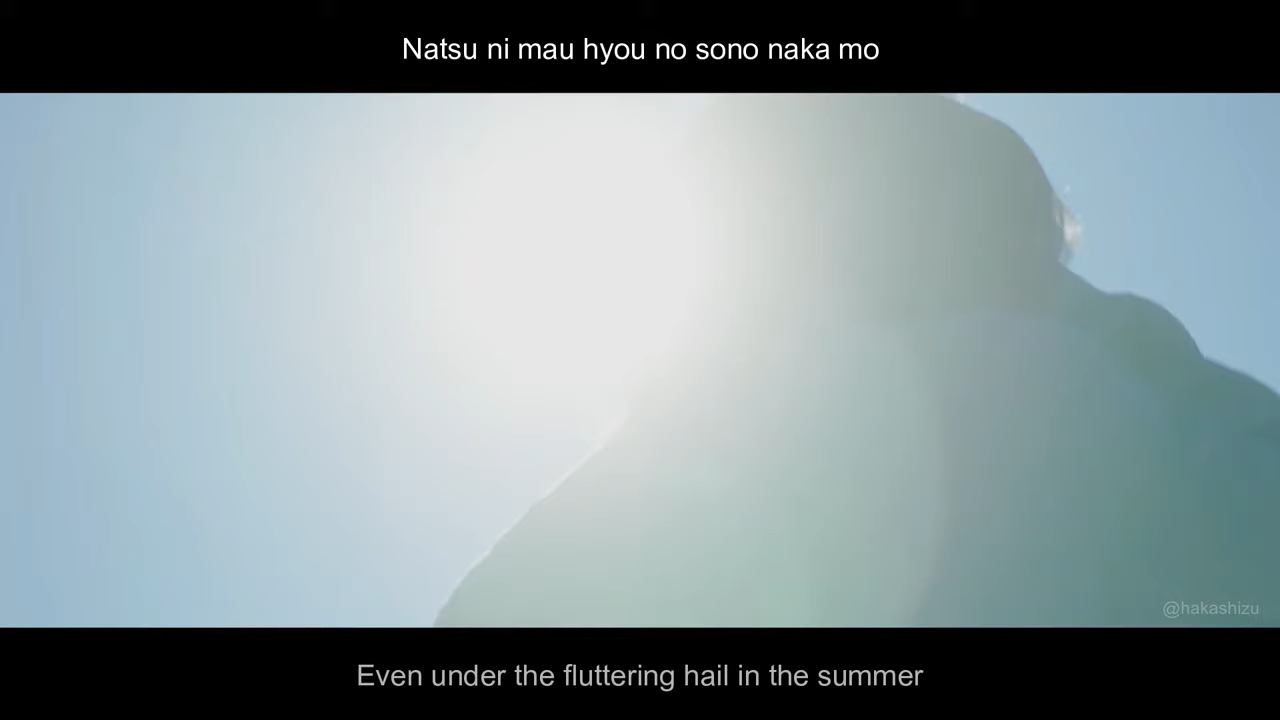 Natsu ni mau hyou no sono naka mo
@hakashizu
Even under the fluttering hail in the summer